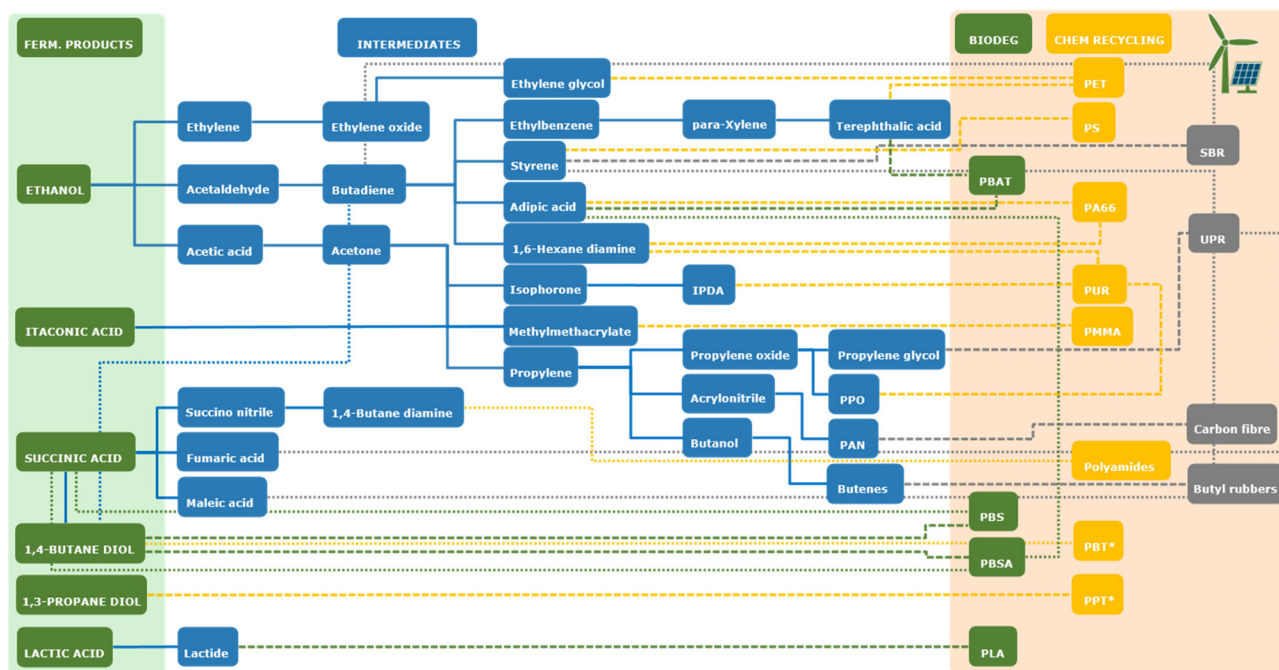 FERM. PRODUCTS
INTERMEDIATES
BIODEG
CHEM RECYCLING
Ethylene glycol
PET
Ethylene
Ethylene oxide
Ethylbenzene
para-Xylene
Terephthalic acid
PS
Styrene
SBR
ETHANOL
Acetaldehyde
Butadiene
PBAT
Adipic acid
PA66
Acetic acid
Acetone
1,6-Hexane diamine
UPR
Isophorone
IPDA
PUR
ITACONIC ACID
Methylmethacrylate
PMMA
Propylene oxide
Propylene glycol
Propylene
Succino nitrile
1,4-Butane diamine
Acrylonitrile
PPO
Butanol
PAN
Carbon fibre
SUCCINIC ACID
Fumaric acid
Polyamides
Maleic acid
Butenes
Butyl rubbers
PBS
1,4-BUTANE DIOL
PBT*
PBSA
1,3-PROPANE DIOL
PPT*
LACTIC ACID
Lactide
PLA